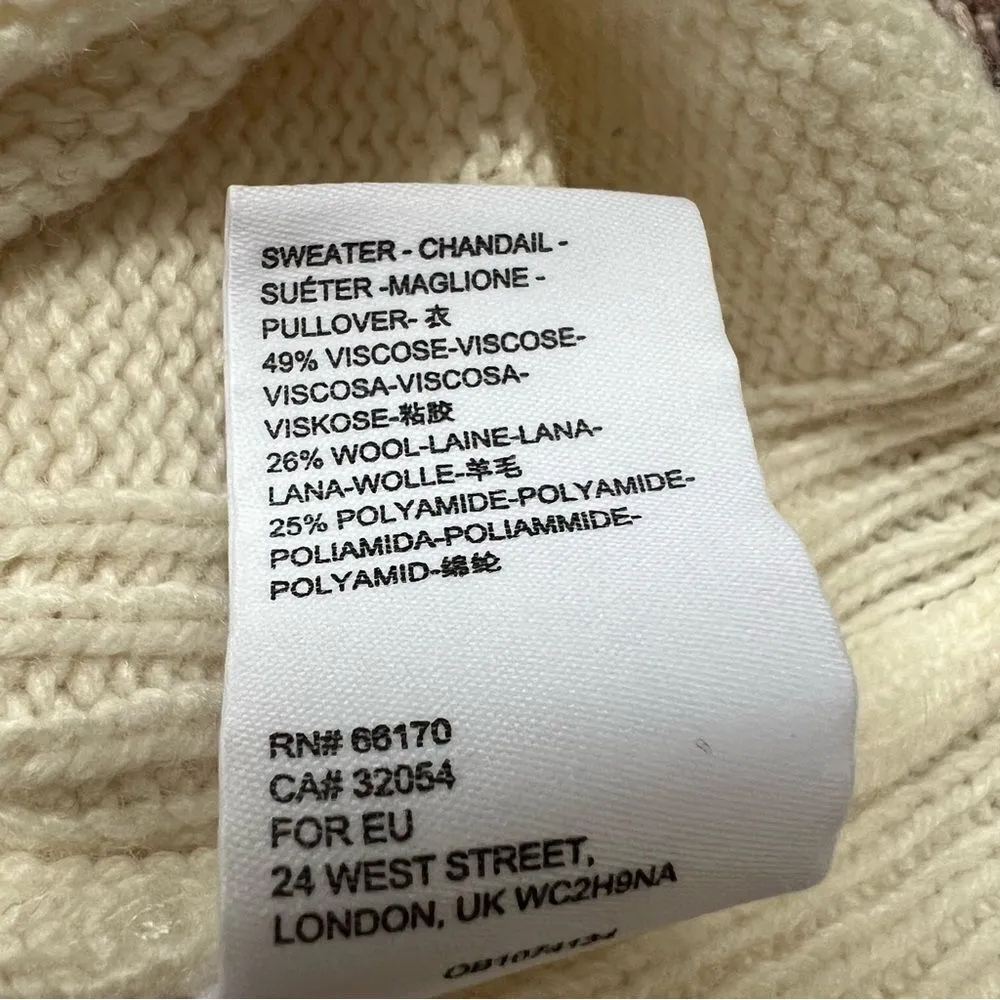 SWEATER - CHANDAIL -
SUÉTER -MAGLIONE -
PULLOVER- 衣
49% VISCOSE-VISCOSE-
VISCOSA-VISCOSA-
VISKOSE-粘胶
26% WOOL-LAINE-LANA-
LANA-WOLLE-羊毛
25% POLYAMIDE-POLYAMIDE-
POLIAMIDA-POLIAMMIDE-
POLYAMID-绵纶
RN# 66170
CA# 32054
FOR EU
24 WEST STREET,
LONDON, UK WC2H9NA
OB1074134